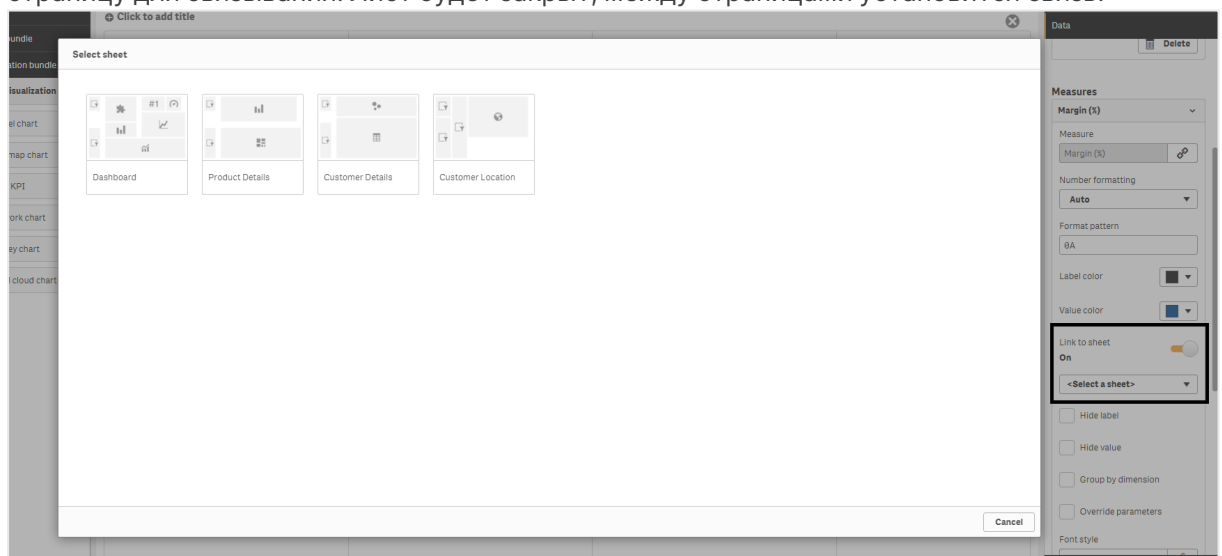 страницу для связывания. Лист будет закрыт, между страницами установится связь.
Click to add title
Data
undle
Delete
Select sheet
ation bundle
isualization
Measures
#1
Margin (%)
el chart
Measure
Margin (%)
map chart
Dashboard
Product Details
Customer Details
Customer Location
Number formatting
KPI
Auto
ork chart
Format pattern
0A
ey chart
Label color
l cloud chart
Value color
Link to sheet
On
<Select a sheet>
Hide label
Hide value
Group by dimension
Override parameters
Cancel
Font style